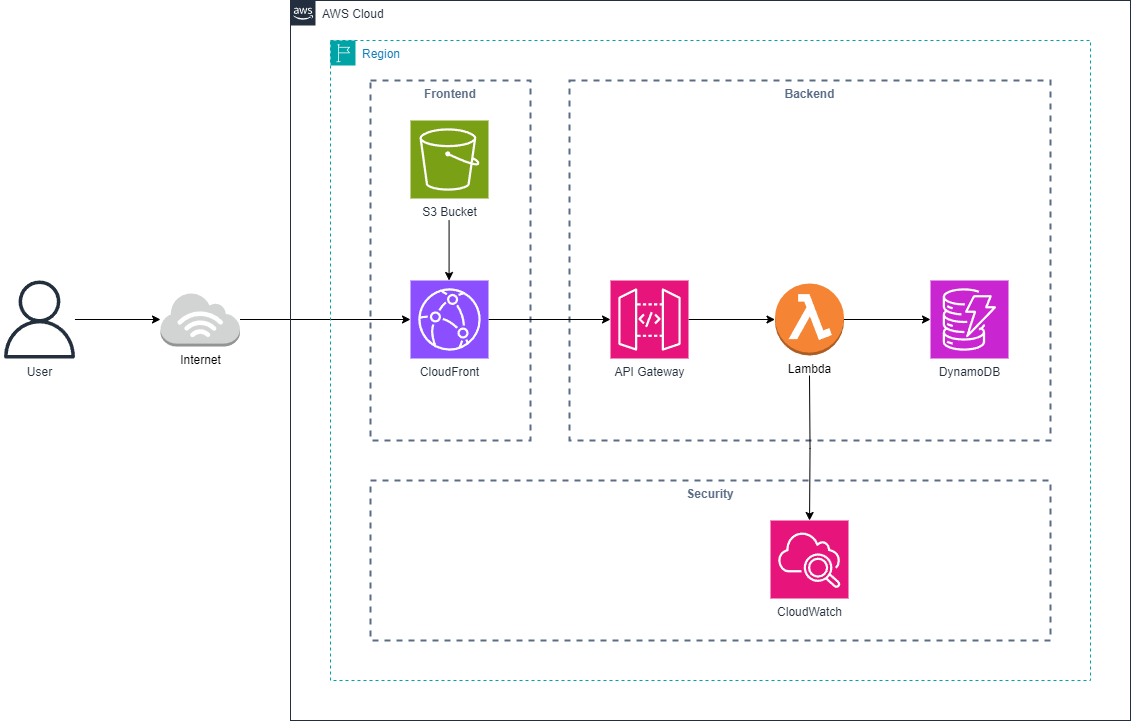 aws
AWS Cloud
Region
Frontend
Backend
S3 Bucket
User
Internet
CloudFront
</>
API Gateway
Lambda
DynamoDB
Security
CloudWatch